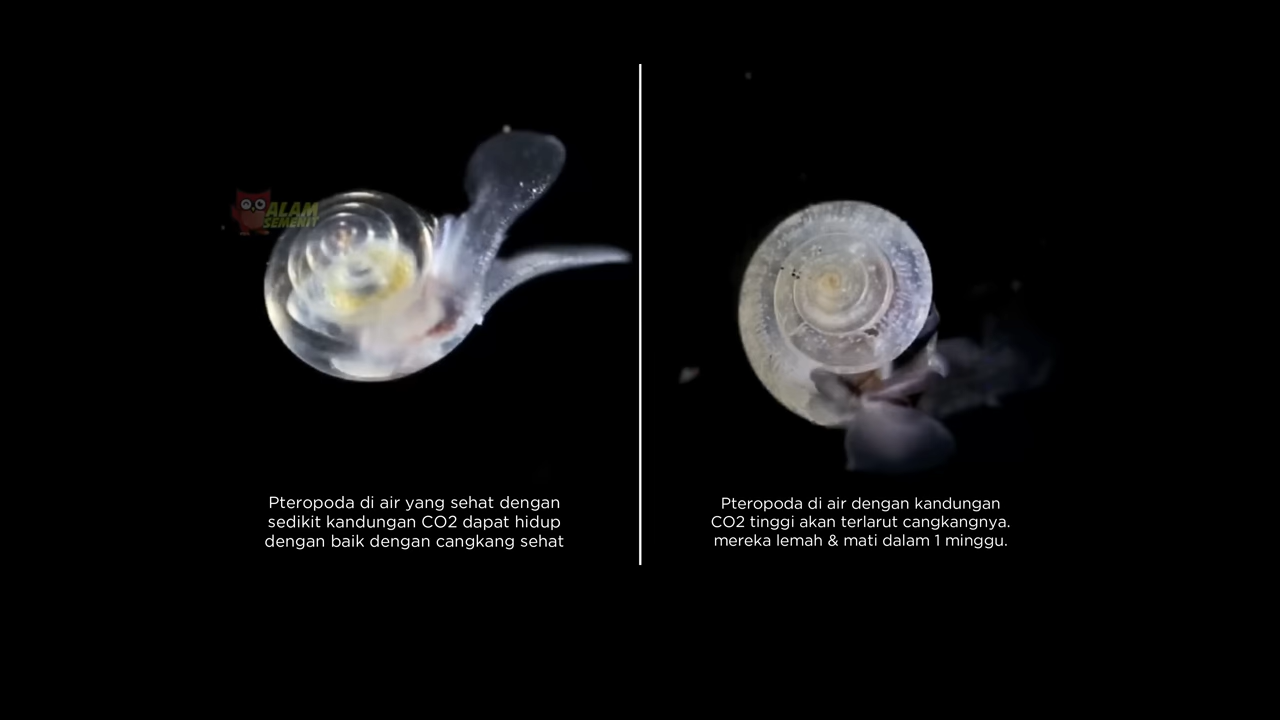 ALAM
SEMENIT
Pteropoda di air yang sehat dengan
sedikit kandungan CO2 dapat hidup
dengan baik dengan cangkang sehat
Pteropoda di air dengan kandungan
CO2 tinggi akan terlarut cangkangnya.
mereka lemah & mati dalam 1 minggu.